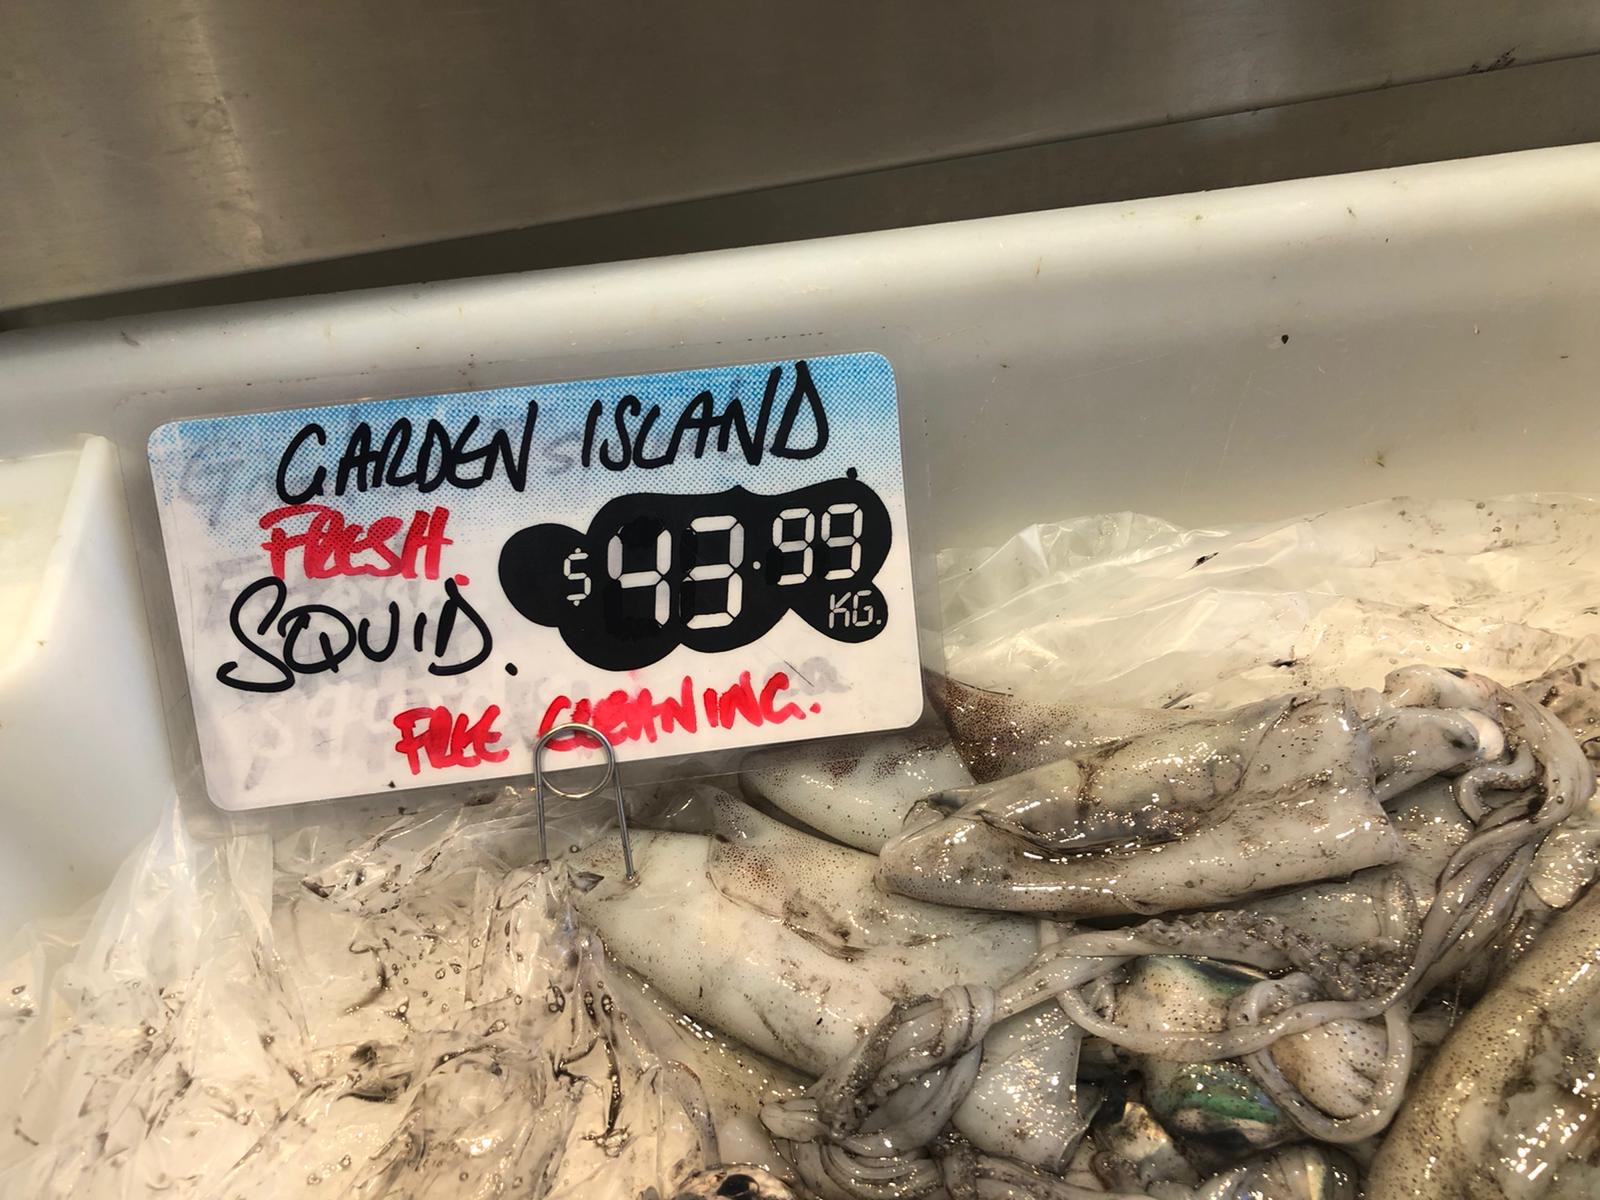 GARDEN ISLAND.
FRESH.
SQUID.
$43.99
KG.
FREE CLEANING.